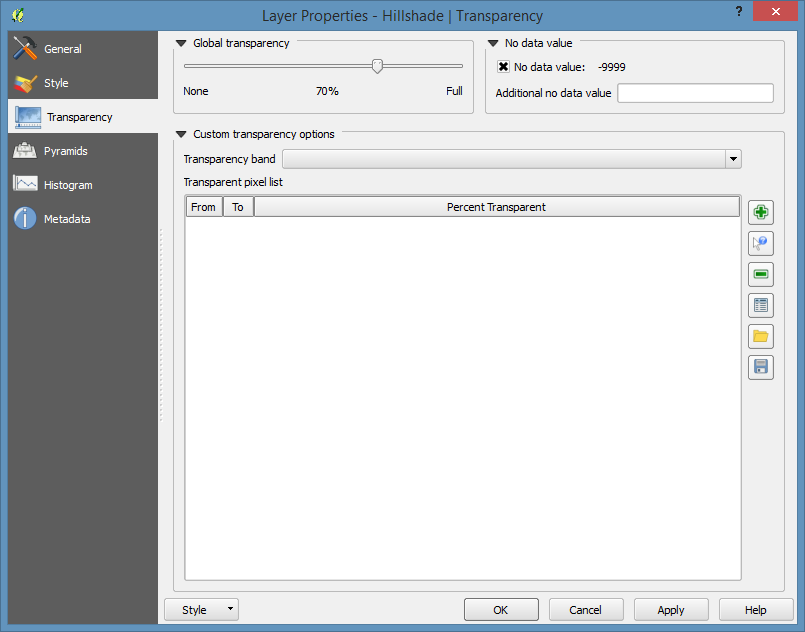 Layer Properties - Hillshade | Transparency
?
General
Style
Transparency
Pyramids
Histogram
Metadata
Global transparency
None
70%
Full
No data value
No data value: -9999
Additional no data value
Custom transparency options
Transparency band
Transparent pixel list
From To Percent Transparent
Style
OK
Cancel
Apply
Help